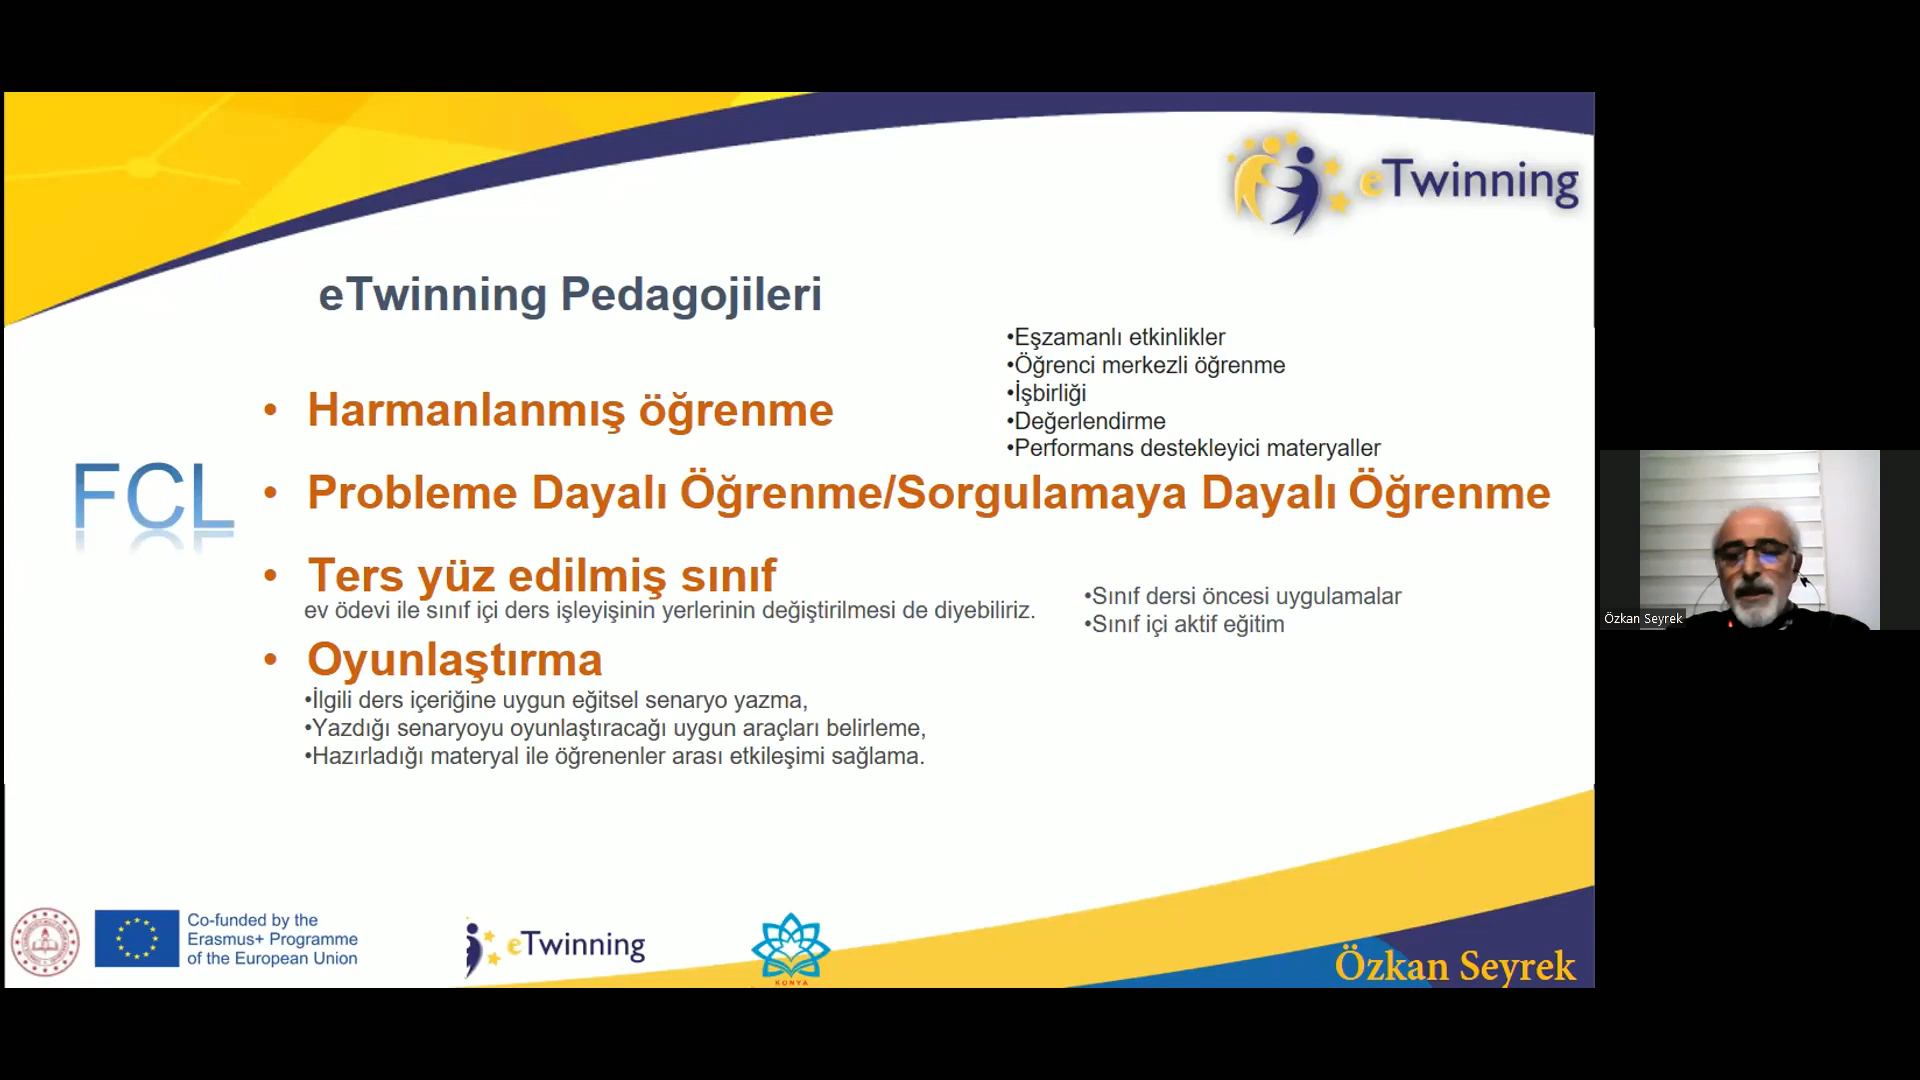 eTwinning
eTwinning Pedagojileri
•Eşzamanlı etkinlikler
•Öğrenci merkezli öğrenme
•İşbirliği
•Değerlendirme
•Performans destekleyici materyaller
• Harmanlanmış öğrenme
FCL
• Probleme Dayalı Öğrenme/Sorgulamaya Dayalı Öğrenme
• Ters yüz edilmiş sınıf
ev ödevi ile sınıf içi ders işleyişinin yerlerinin değiştirilmesi de diyebiliriz.
•Sınıf dersi öncesi uygulamalar
•Sınıf içi aktif eğitim
• Oyunlaştırma
•İlgili ders içeriğine uygun eğitsel senaryo yazma,
•Yazdığı senaryoyu oyunlaştıracağı uygun araçları belirleme,
•Hazırladığı materyal ile öğrenenler arası etkileşimi sağlama.
Co-funded by the
Erasmus+ Programme
of the European Union
eTwinning
KONYA
Özkan Seyrek
Özkan Seyrek